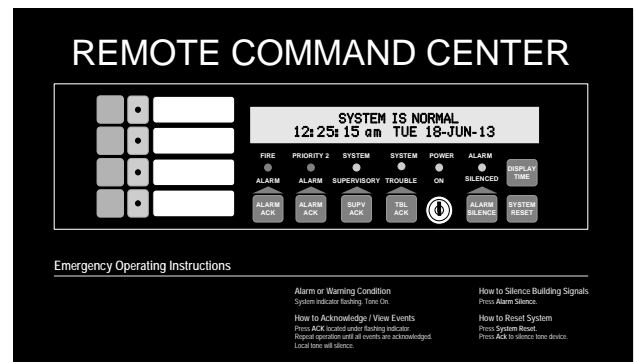 REMOTE COMMAND CENTER
SYSTEM IS NORMAL
12:25:15 am TUE 18-JUN-13
FIRE PRIORITY 2 SYSTEM SYSTEM POWER ALARM
ALARM ALARM SUPERVISORY TROUBLE ON SILENCED
DISPLAY
TIME
ALARM
ACK
ALARM
ACK
SUPV
ACK
TBL
ACK
ALARM
SILENCE
SYSTEM
RESET
Emergency Operating Instructions
Alarm or Warning Condition
System indicator flashing. Tone On.
How to Acknowledge / View Events
Press ACK located under flashing indicator.
Repeat operation until all events are acknowledged.
Local tone will silence.
How to Silence Building Signals
Press Alarm Silence.
How to Reset System
Press System Reset.
Press Ack to silence tone device.